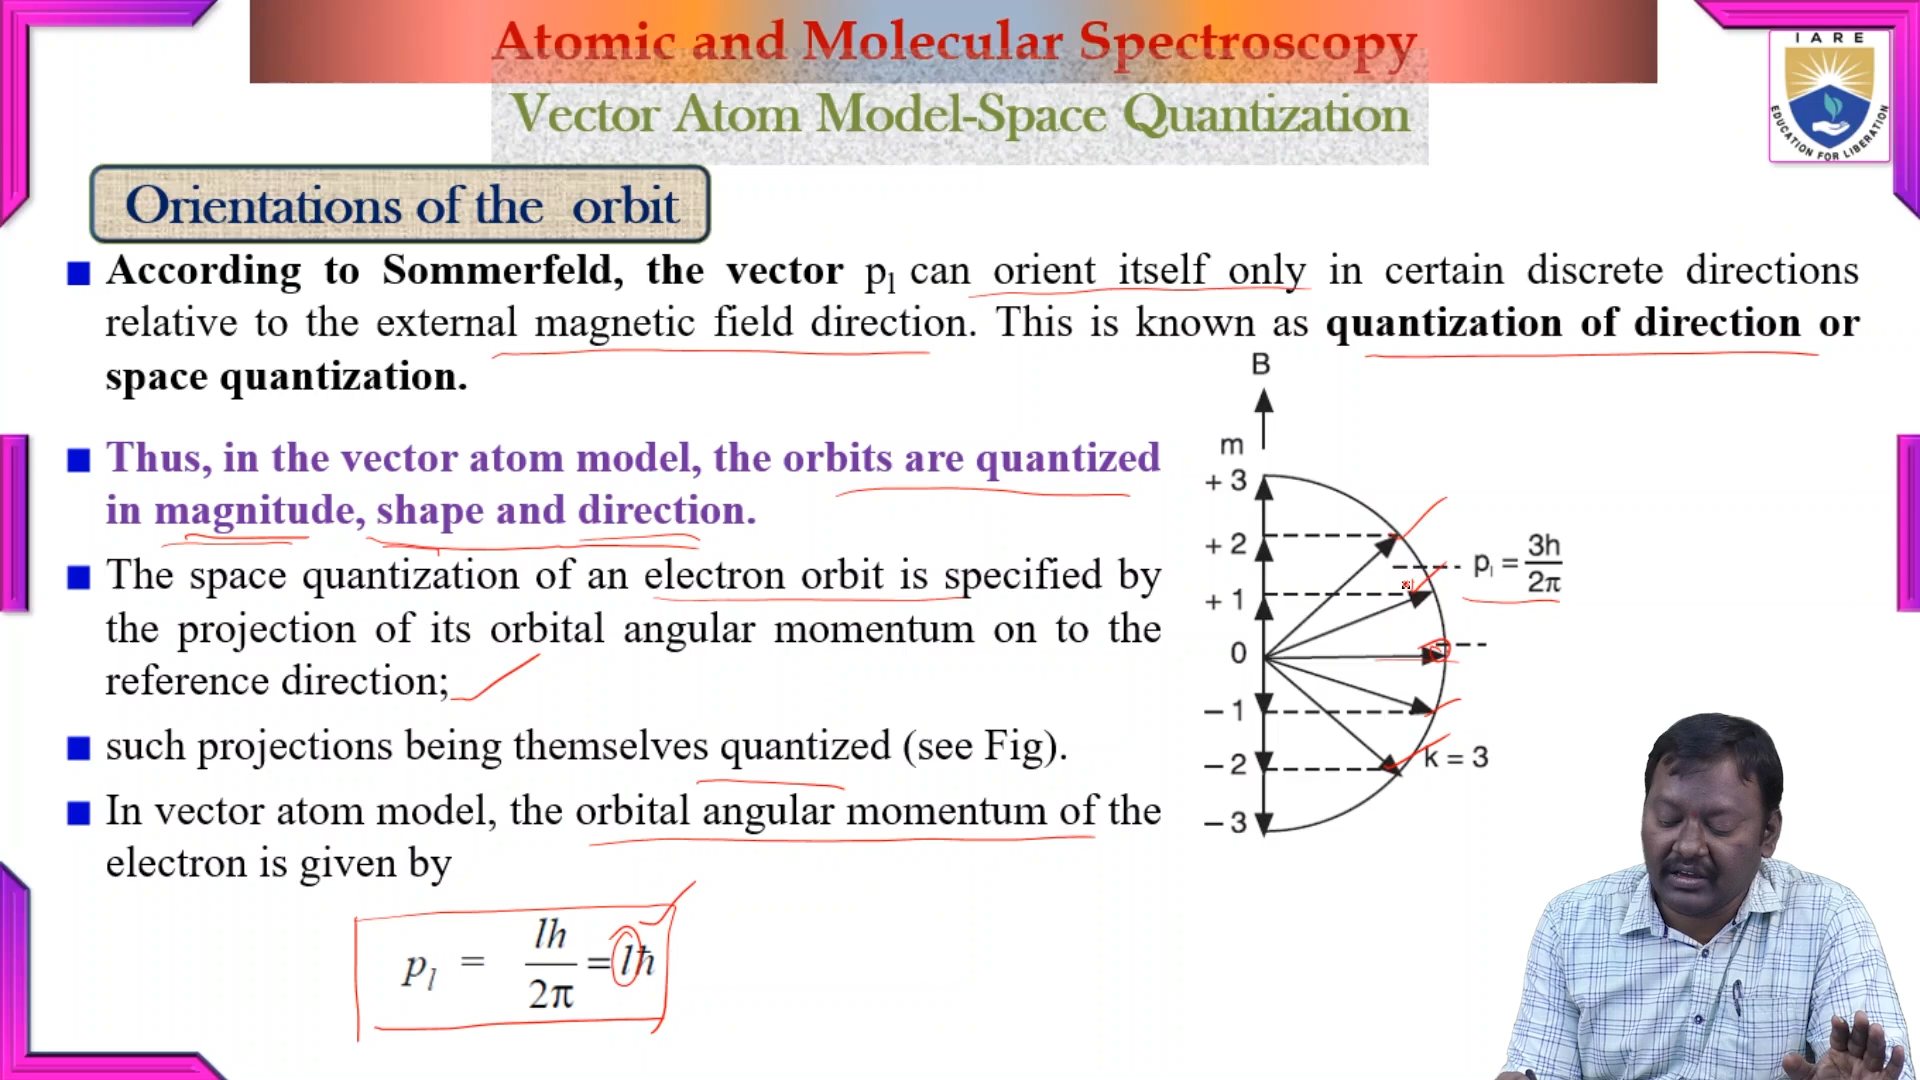 Atomic and Molecular Spectroscopy
Vector Atom Model-Space Quantization
I A R E
EDUCATION FOR LIBERATION
Orientations of the orbit
According to Sommerfeld, the vector pₗ can orient itself only in certain discrete directions
relative to the external magnetic field direction. This is known as quantization of direction or
space quantization.
Thus, in the vector atom model, the orbits are quantized
in magnitude, shape and direction.
The space quantization of an electron orbit is specified by
the projection of its orbital angular momentum on to the
reference direction;
such projections being themselves quantized (see Fig).
In vector atom model, the orbital angular momentum of the
electron is given by
pₗ = lh/2π = lħ
B
m
+ 3
+ 2
+ 1
0
– 1
– 2
– 3
pₗ = 3h/2π
k = 3